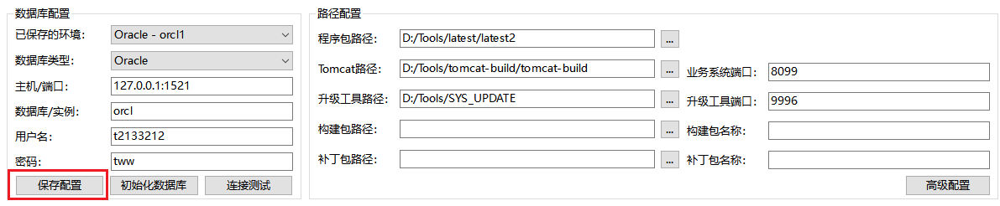 数据库配置
已保存的环境: Oracle - orcl1
数据库类型: Oracle
主机/端口: 127.0.0.1:1521
数据库/实例: orcl
用户名: t2133212
密码: tww
保存配置 初始化数据库 连接测试
路径配置
程序包路径: D:/Tools/latest/latest2 ...
Tomcat路径: D:/Tools/tomcat-build/tomcat-build ... 业务系统端口: 8099
升级工具路径: D:/Tools/SYS_UPDATE ... 升级工具端口: 9996
构建包路径: ... 构建包名称:
补丁包路径: ... 补丁包名称:
高级配置